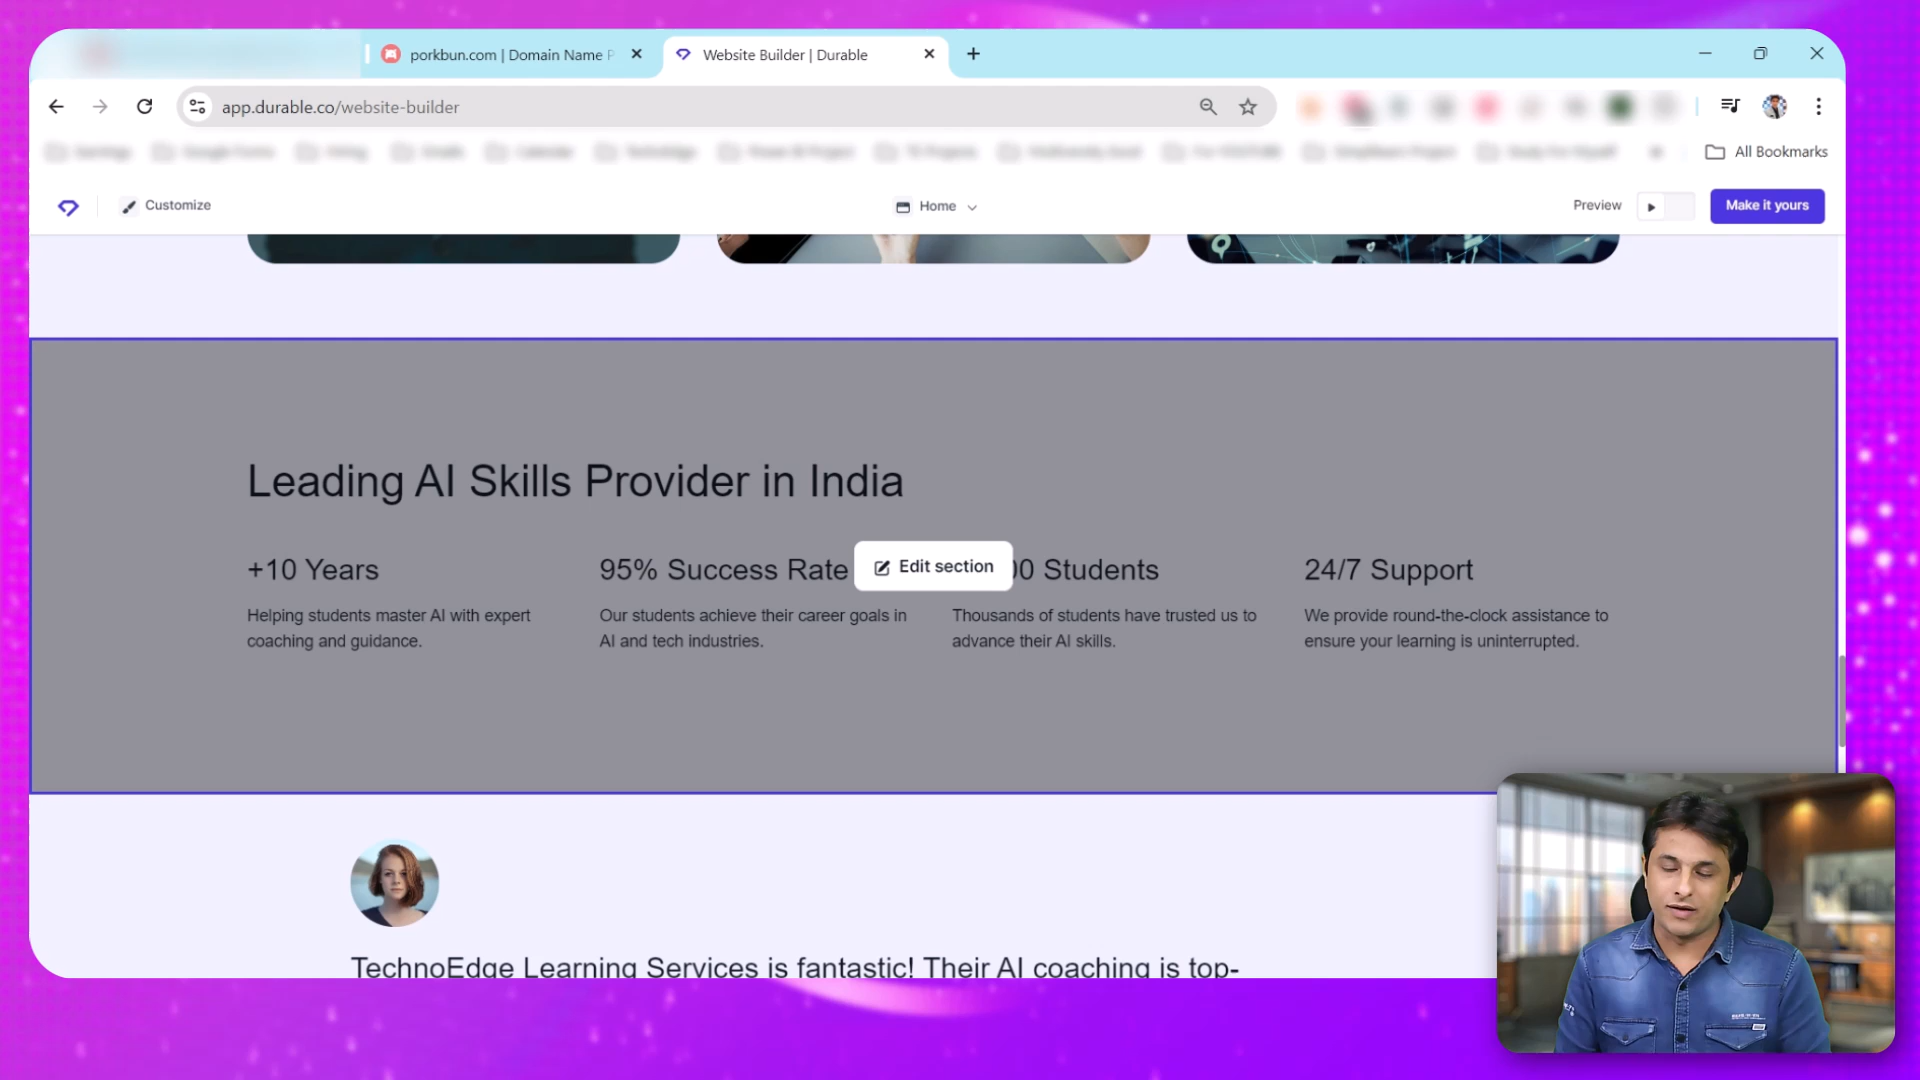 porkbun.com | Domain Name P
Website Builder | Durable
app.durable.co/website-builder
All Bookmarks
Customize
Home
Preview
Make it yours
Leading AI Skills Provider in India
+10 Years
95% Success Rate
Edit section
00 Students
24/7 Support
Helping students master AI with expert
coaching and guidance.
Our students achieve their career goals in
AI and tech industries.
Thousands of students have trusted us to
advance their AI skills.
We provide round-the-clock assistance to
ensure your learning is uninterrupted.
TechnoEdge Learning Services is fantastic! Their AI coaching is top-